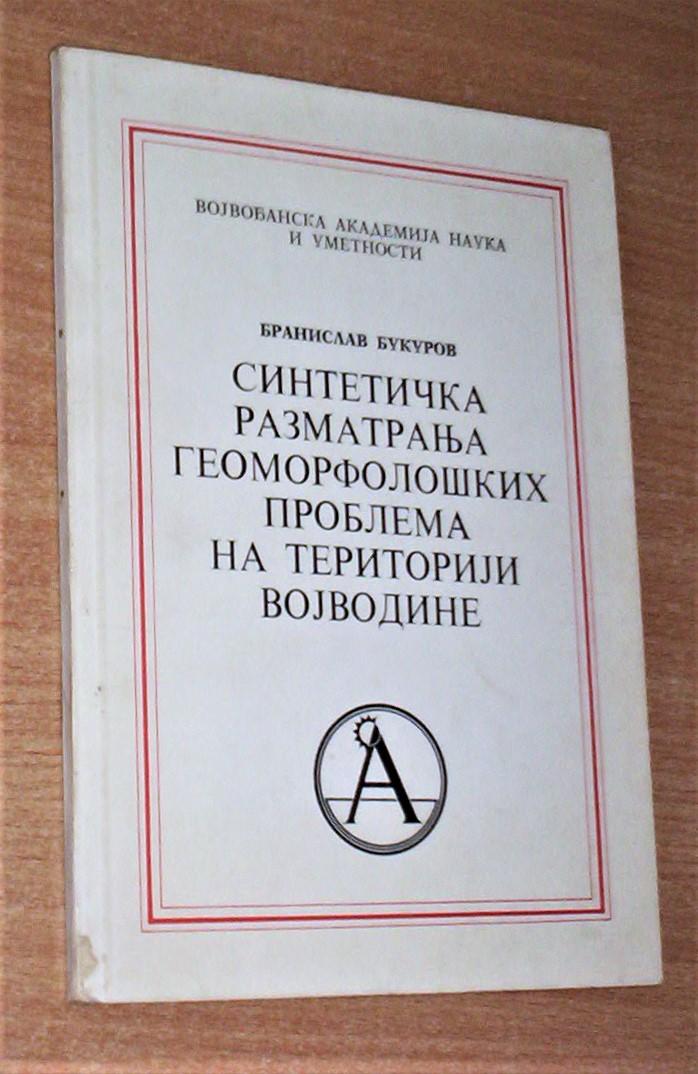 ВОЈВОЂАНСКА АКАДЕМИЈА НАУКА
И УМЕТНОСТИ
БРАНИСЛАВ БУКУРОВ
СИНТЕТИЧКА
РАЗМАТРАЊА
ГЕОМОРФОЛОШКИХ
ПРОБЛЕМА
НА ТЕРИТОРИЈИ
ВОЈВОДИНЕ
А